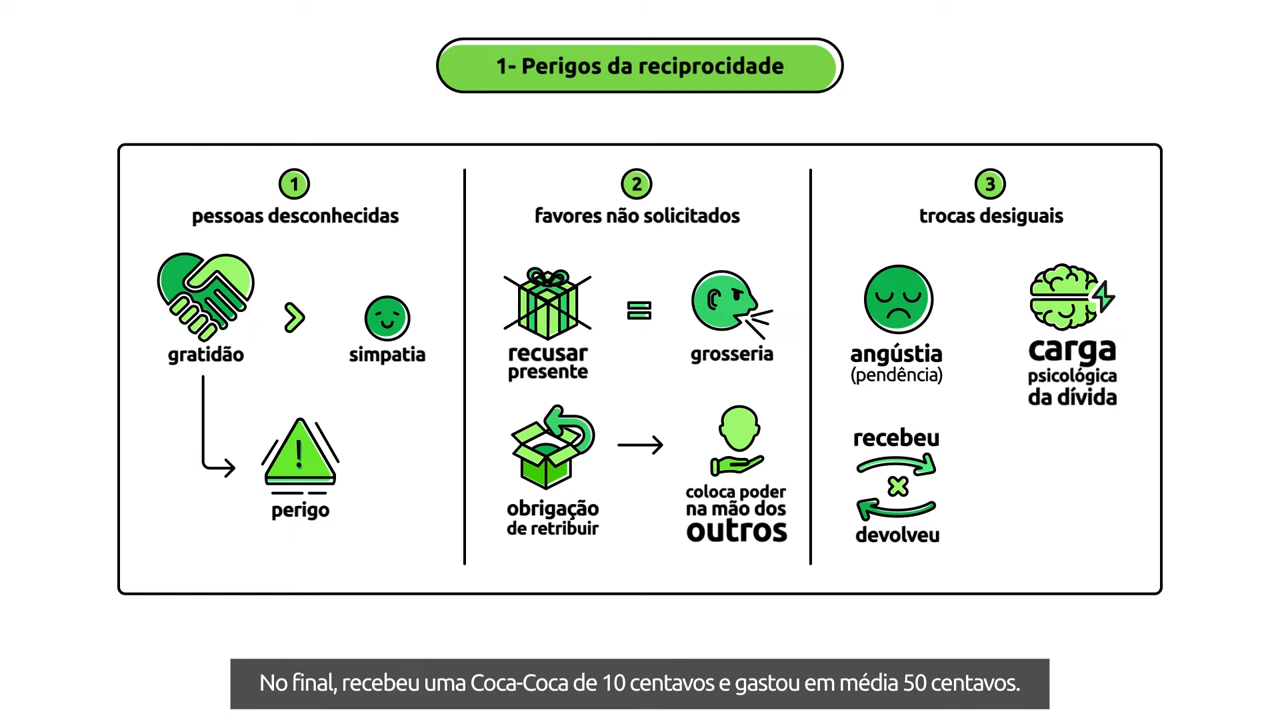 1- Perigos da reciprocidade
1
pessoas desconhecidas
gratidão
simpatia
perigo
2
favores não solicitados
recusar
presente
=
grosseria
obrigação
de retribuir
coloca poder
na mão dos
outros
3
trocas desiguais
angústia
(pendência)
carga
psicológica
da dívida
recebeu
devolveu
No final, recebeu uma Coca-Coca de 10 centavos e gastou em média 50 centavos.